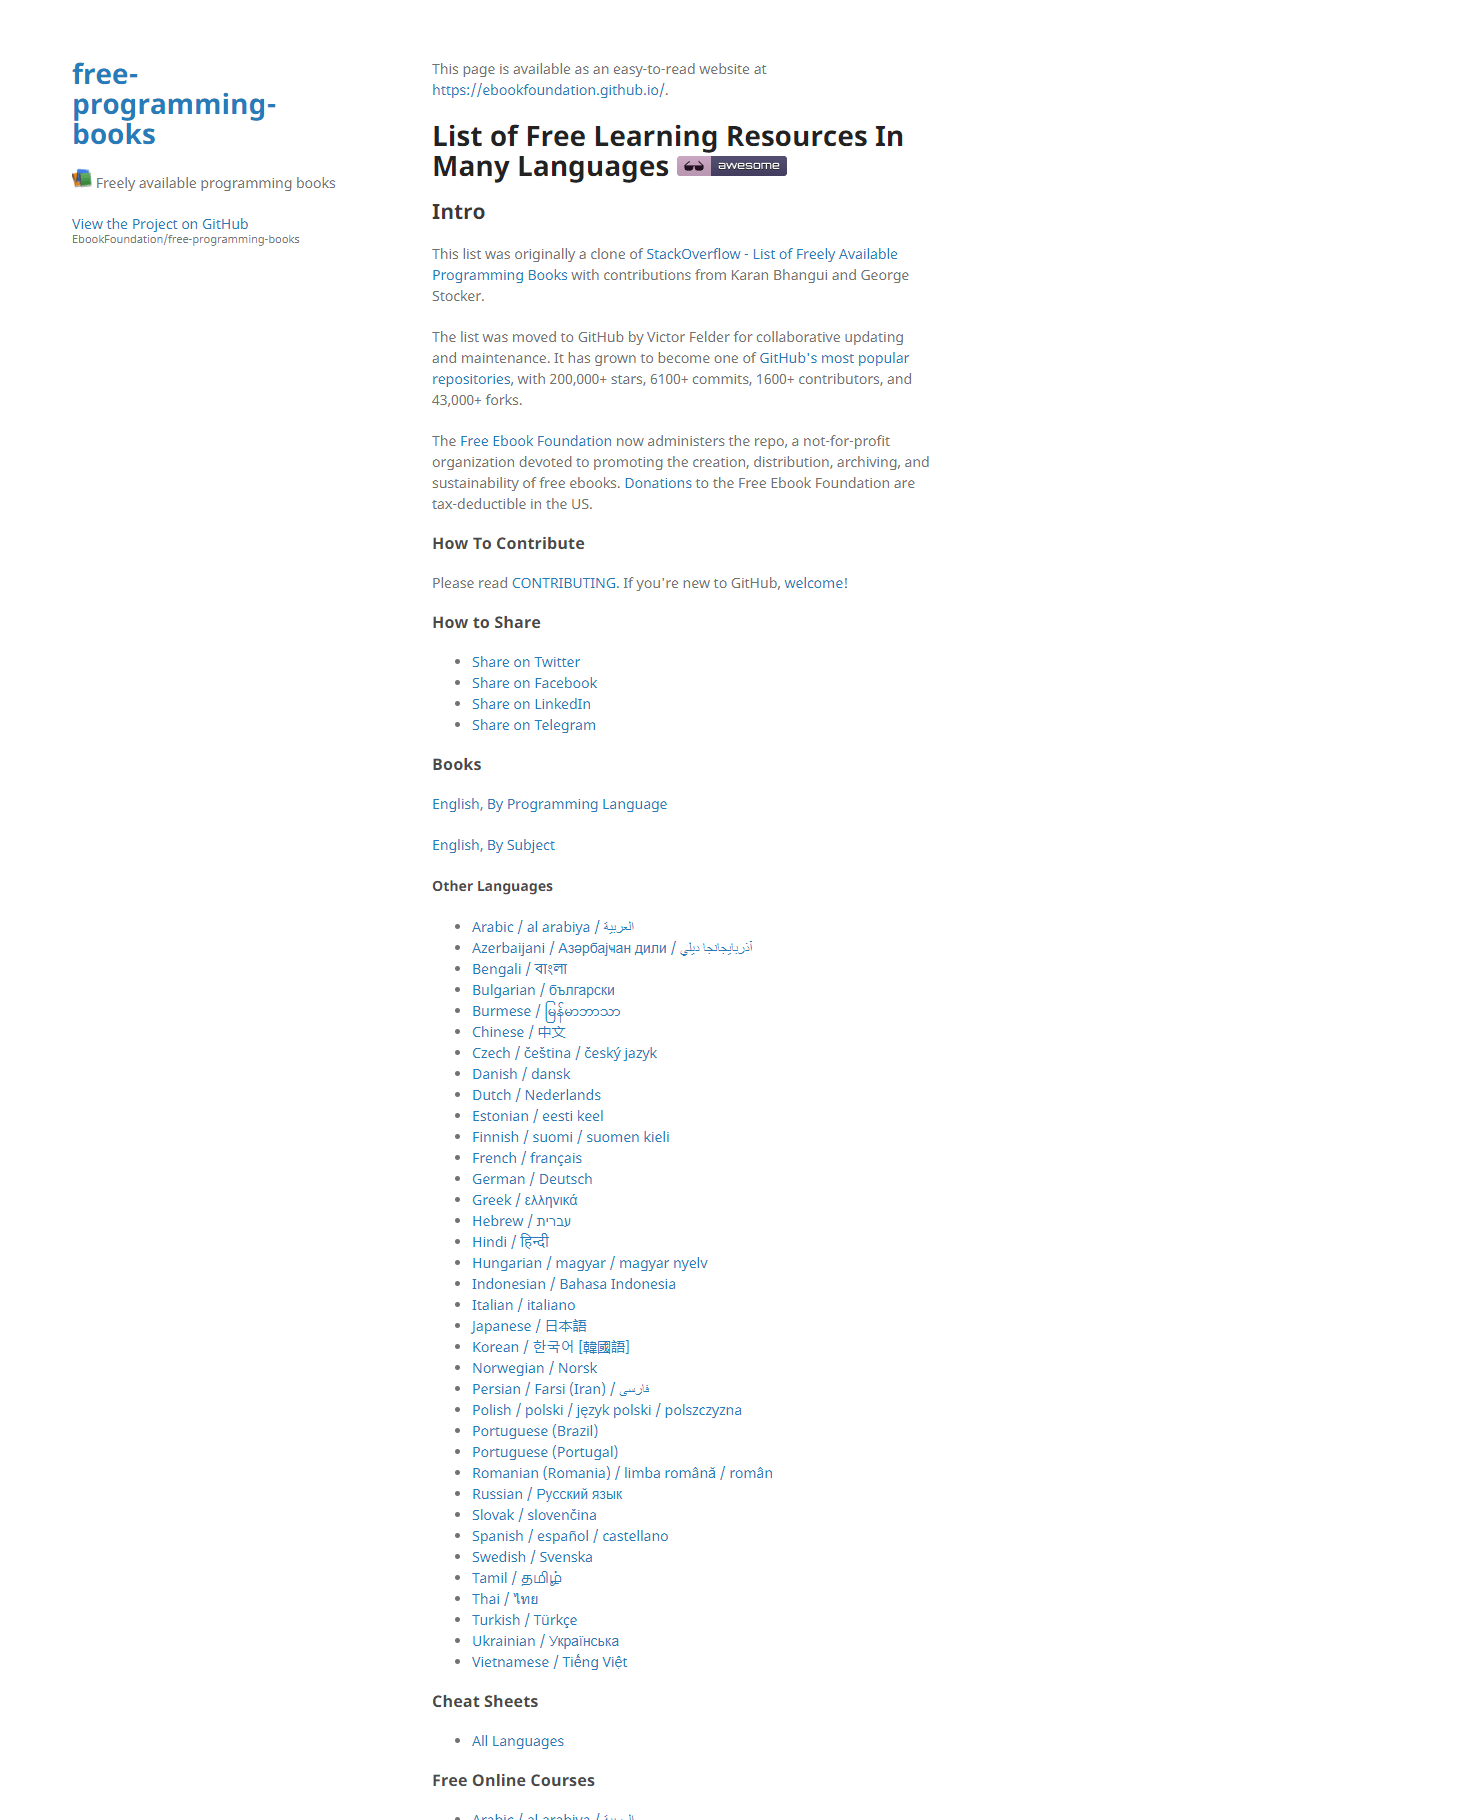 free-
programming-
books
Freely available programming books
View the Project on GitHub
EbookFoundation/free-programming-books
This page is available as an easy-to-read website at
https://ebookfoundation.github.io/.
List of Free Learning Resources In
Many Languages awesome
Intro
This list was originally a clone of StackOverflow - List of Freely Available
Programming Books with contributions from Karan Bhangui and George
Stocker.
The list was moved to GitHub by Victor Felder for collaborative updating
and maintenance. It has grown to become one of GitHub's most popular
repositories, with 200,000+ stars, 6100+ commits, 1600+ contributors, and
43,000+ forks.
The Free Ebook Foundation now administers the repo, a not-for-profit
organization devoted to promoting the creation, distribution, archiving, and
sustainability of free ebooks. Donations to the Free Ebook Foundation are
tax-deductible in the US.
How To Contribute
Please read CONTRIBUTING. If you're new to GitHub, welcome!
How to Share
• Share on Twitter
• Share on Facebook
• Share on LinkedIn
• Share on Telegram
Books
English, By Programming Language
English, By Subject
Other Languages
• Arabic / al arabiya / العربية
• Azerbaijani / Азәрбајҹан дили / آذربايجانجا ديلي
• Bengali / বাংলা
• Bulgarian / български
• Burmese / မြန်မာဘာသာ
• Chinese / 中文
• Czech / čeština / český jazyk
• Danish / dansk
• Dutch / Nederlands
• Estonian / eesti keel
• Finnish / suomi / suomen kieli
• French / français
• German / Deutsch
• Greek / ελληνικά
• Hebrew / עברית
• Hindi / हिन्दी
• Hungarian / magyar / magyar nyelv
• Indonesian / Bahasa Indonesia
• Italian / italiano
• Japanese / 日本語
• Korean / 한국어 [韓國語]
• Norwegian / Norsk
• Persian / Farsi (Iran) / فارسى
• Polish / polski / język polski / polszczyzna
• Portuguese (Brazil)
• Portuguese (Portugal)
• Romanian (Romania) / limba română / român
• Russian / Русский язык
• Slovak / slovenčina
• Spanish / español / castellano
• Swedish / Svenska
• Tamil / தமிழ்
• Thai / ไทย
• Turkish / Türkçe
• Ukrainian / Українська
• Vietnamese / Tiếng Việt
Cheat Sheets
• All Languages
Free Online Courses
• Arabic / al arabiya / العربية